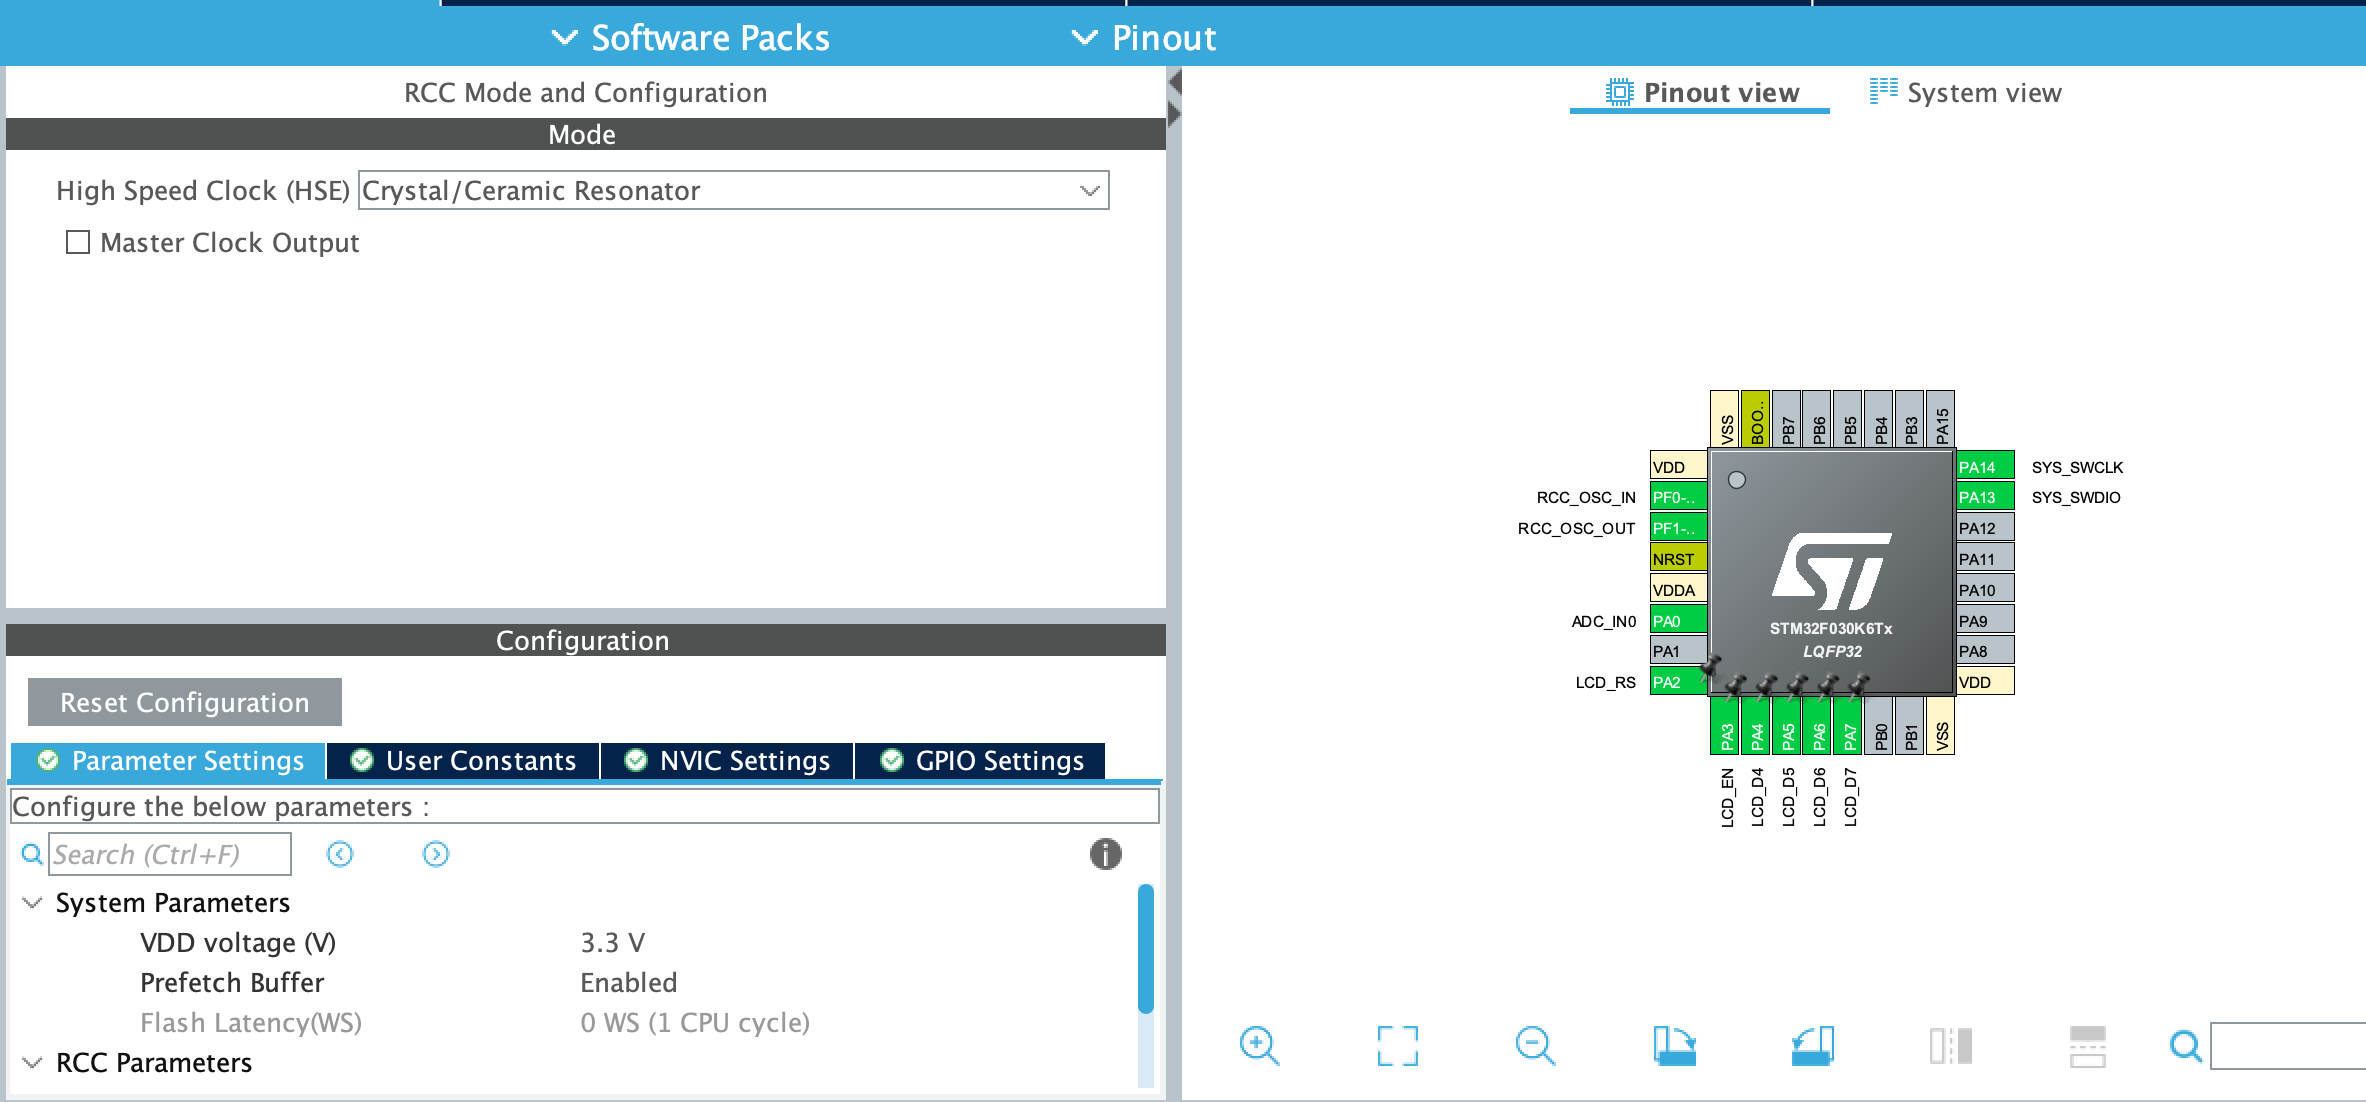 Software Packs
Pinout
RCC Mode and Configuration
Mode
High Speed Clock (HSE) Crystal/Ceramic Resonator
Master Clock Output
Configuration
Reset Configuration
Parameter Settings User Constants NVIC Settings GPIO Settings
Configure the below parameters :
Search (Ctrl+F)
System Parameters
VDD voltage (V) 3.3 V
Prefetch Buffer Enabled
Flash Latency(WS) 0 WS (1 CPU cycle)
RCC Parameters
Pinout view System view
VSS BOO.. PB7 PB6 PB5 PB4 PB3 PA15
VDD
RCC_OSC_IN PF0-..
RCC_OSC_OUT PF1-..
NRST
VDDA
ADC_IN0 PA0
PA1
LCD_RS PA2
ST
STM32F030K6Tx
LQFP32
PA14 SYS_SWCLK
PA13 SYS_SWDIO
PA12
PA11
PA10
PA9
PA8
VDD
PA3 PA4 PA5 PA6 PA7 PB0 PB1 VSS
LCD_EN LCD_D4 LCD_D5 LCD_D6 LCD_D7